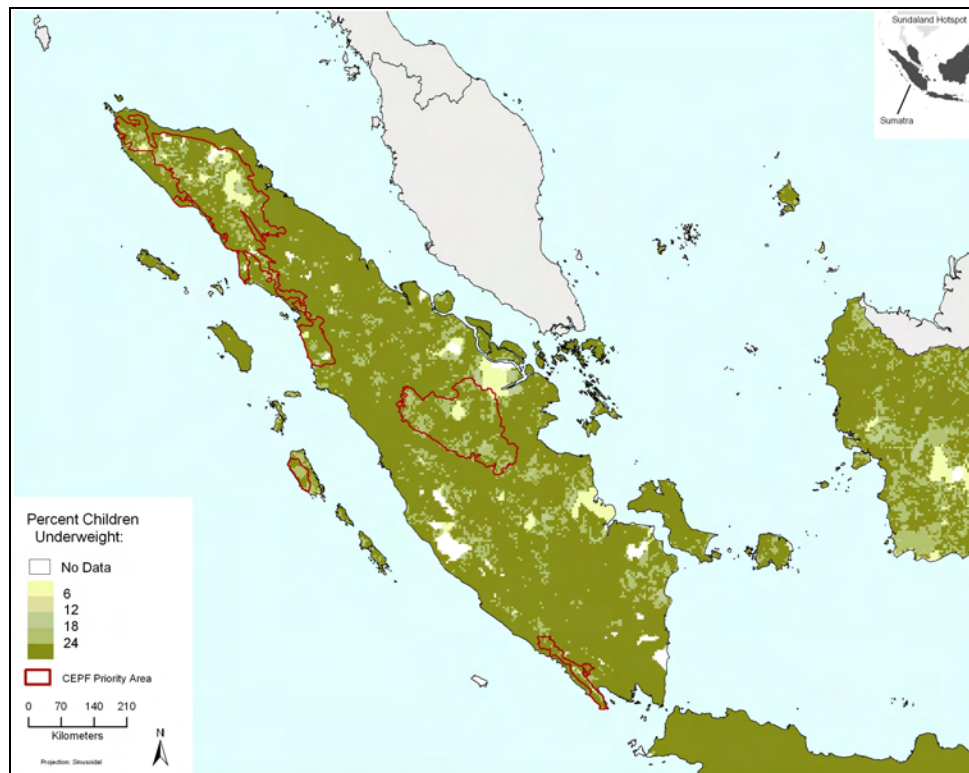 Sundaland Hotspot
Sumatra
Percent Children
Underweight:
No Data
6
12
18
24
CEPF Priority Area
0 70 140 210
Kilometers
N
Projection: Sinusoidal